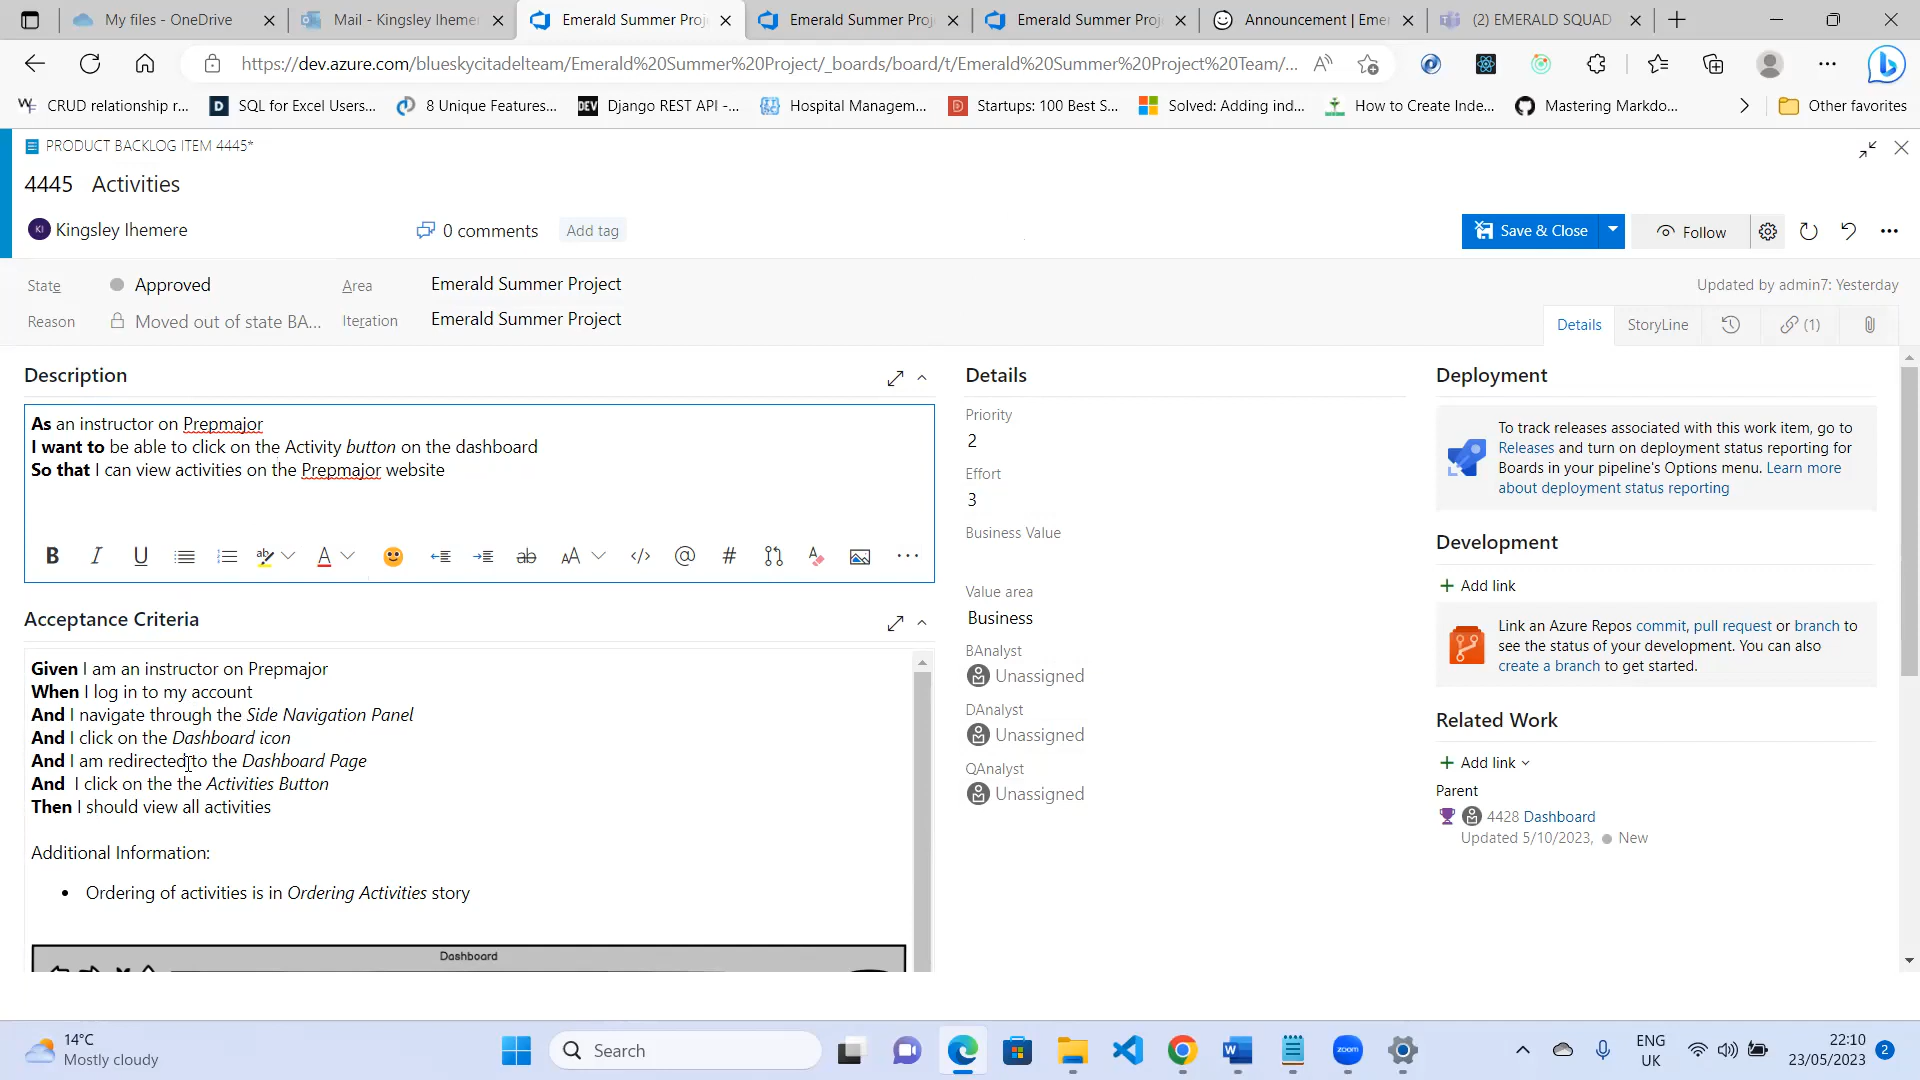 My files - OneDrive
Mail - Kingsley Iheme
Emerald Summer Proj
Emerald Summer Proj
Emerald Summer Proj
Announcement | Eme
(2) EMERALD SQUAD
https://dev.azure.com/blueskycitadelteam/Emerald%20Summer%20Project/_boards/board/t/Emerald%20Summer%20Project%20Team/...
CRUD relationship r...
SQL for Excel Users...
8 Unique Features...
Django REST API -...
Hospital Managem...
Startups: 100 Best S...
Solved: Adding ind...
How to Create Inde...
Mastering Markdo...
Other favorites
PRODUCT BACKLOG ITEM 4445*
4445 Activities
KI Kingsley Ihemere
0 comments
Add tag
Save & Close
Follow
State Approved
Area Emerald Summer Project
Updated by admin7: Yesterday
Reason Moved out of state BA...
Iteration Emerald Summer Project
Details
StoryLine
(1)
Description
As an instructor on Prepmajor
I want to be able to click on the Activity button on the dashboard
So that I can view activities on the Prepmajor website
Acceptance Criteria
Given I am an instructor on Prepmajor
When I log in to my account
And I navigate through the Side Navigation Panel
And I click on the Dashboard icon
And I am redirected to the Dashboard Page
And I click on the the Activities Button
Then I should view all activities
Additional Information:
• Ordering of activities is in Ordering Activities story
Dashboard
Details
Priority
2
Effort
3
Business Value
Value area
Business
BAnalyst
Unassigned
DAnalyst
Unassigned
QAnalyst
Unassigned
Deployment
To track releases associated with this work item, go to
Releases and turn on deployment status reporting for
Boards in your pipeline's Options menu. Learn more
about deployment status reporting
Development
Add link
Link an Azure Repos commit, pull request or branch to
see the status of your development. You can also
create a branch to get started.
Related Work
Add link
Parent
4428 Dashboard
Updated 5/10/2023, New
14°C
Mostly cloudy
Search
zoom
ENG
UK
22:10
23/05/2023
2